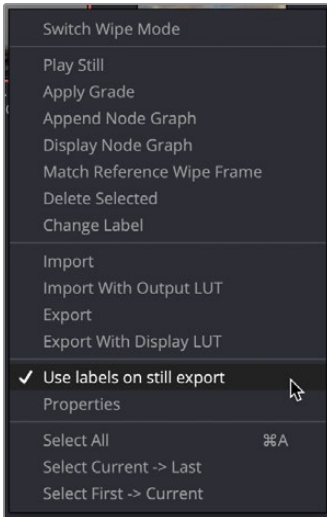 Switch Wipe Mode
Play Still
Apply Grade
Append Node Graph
Display Node Graph
Match Reference Wipe Frame
Delete Selected
Change Label
Import
Import With Output LUT
Export
Export With Display LUT
✓ Use labels on still export
Properties
Select All ⌘A
Select Current -> Last
Select First -> Current